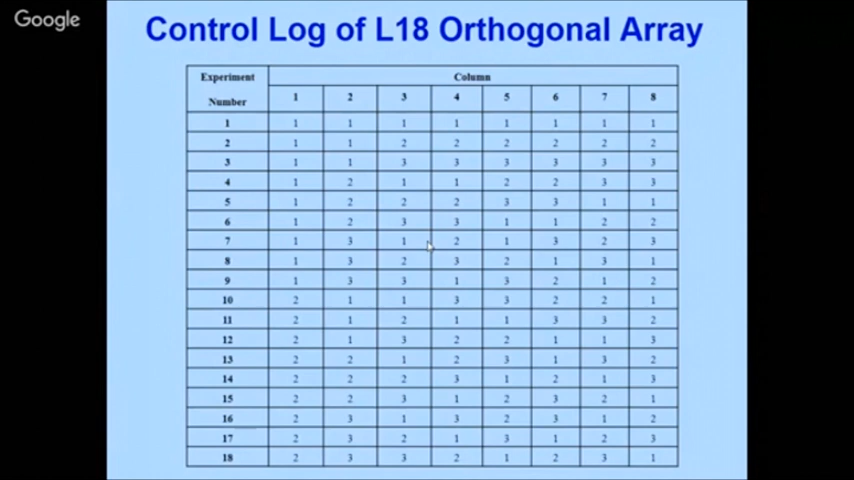 Google
Control Log of L18 Orthogonal Array
Experiment Number Column
1 2 3 4 5 6 7 8
1 1 1 1 1 1 1 1 1
2 1 1 2 2 2 2 2 2
3 1 1 3 3 3 3 3 3
4 1 2 1 1 2 2 3 3
5 1 2 2 2 3 3 1 1
6 1 2 3 3 1 1 2 2
7 1 3 1 2 1 3 2 3
8 1 3 2 3 2 1 3 1
9 1 3 3 1 3 2 1 2
10 2 1 1 3 3 2 2 1
11 2 1 2 1 1 3 3 2
12 2 1 3 2 2 1 1 3
13 2 2 1 2 3 1 3 2
14 2 2 2 3 1 2 1 3
15 2 2 3 1 2 3 2 1
16 2 3 1 3 2 3 1 2
17 2 3 2 1 3 1 2 3
18 2 3 3 2 1 2 3 1